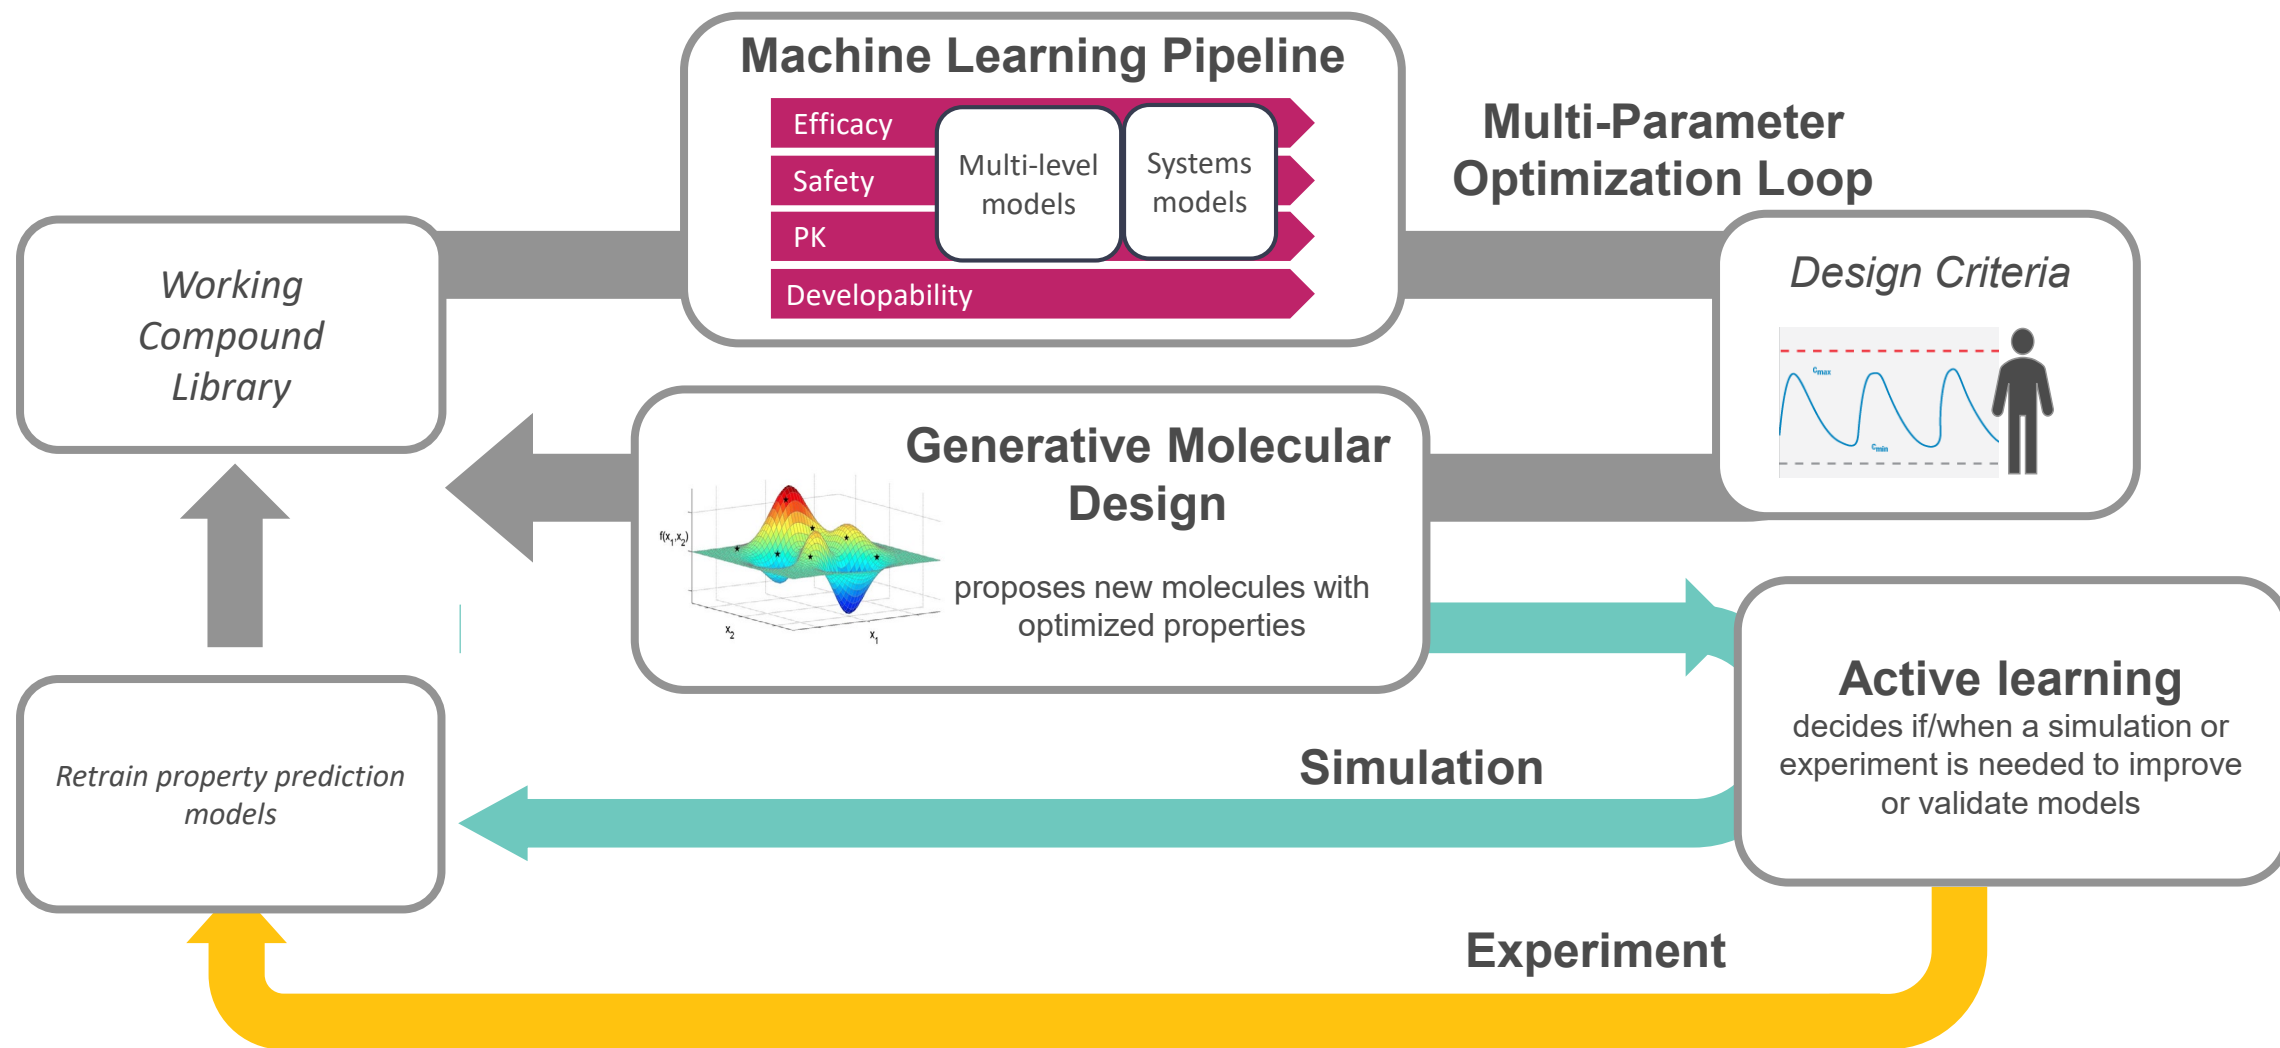 Machine Learning Pipeline
Efficacy
Safety
PK
Developability
Multi-level
models
Systems
models
Multi-Parameter
Optimization Loop
Working
Compound
Library
Design Criteria
cmax
cmin
Generative Molecular
Design
proposes new molecules with
optimized properties
f(x1,x2)
x2
x1
Active learning
decides if/when a simulation or
experiment is needed to improve
or validate models
Simulation
Retrain property prediction
models
Experiment